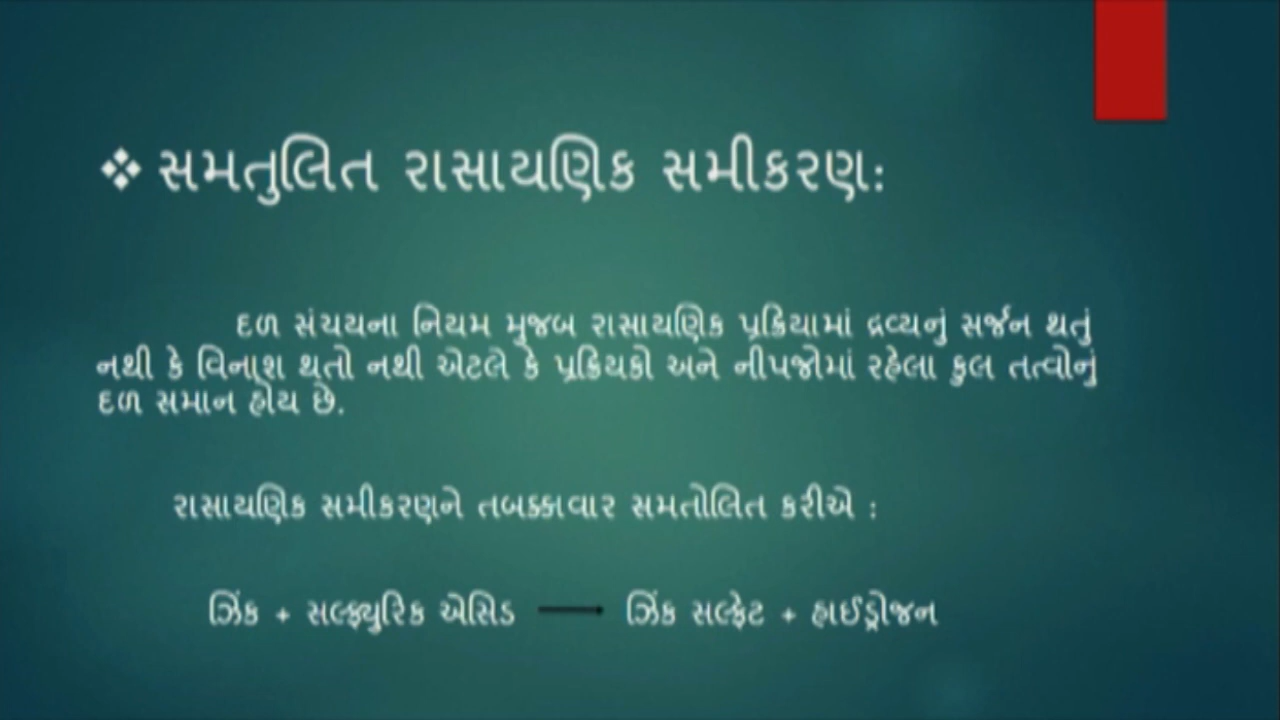 ❖ સમતુલિત રાસાયણિક સમીકરણ:
દળ સંચયના નિયમ મુજબ રાસાયણિક પ્રક્રિયામાં દ્રવ્યનું સર્જન થતું
નથી કે વિનાશ થતો નથી એટલે કે પ્રક્રિયકો અને નીપજોમાં રહેલા કુલ તત્વોનું
દળ સમાન હોય છે.
રાસાયણિક સમીકરણને તબક્કાવાર સમતોલિત કરીએ :
ઝિંક + સલ્ફ્યુરિક એસિડ ⟶ ઝિંક સલ્ફેટ + હાઈડ્રોજન